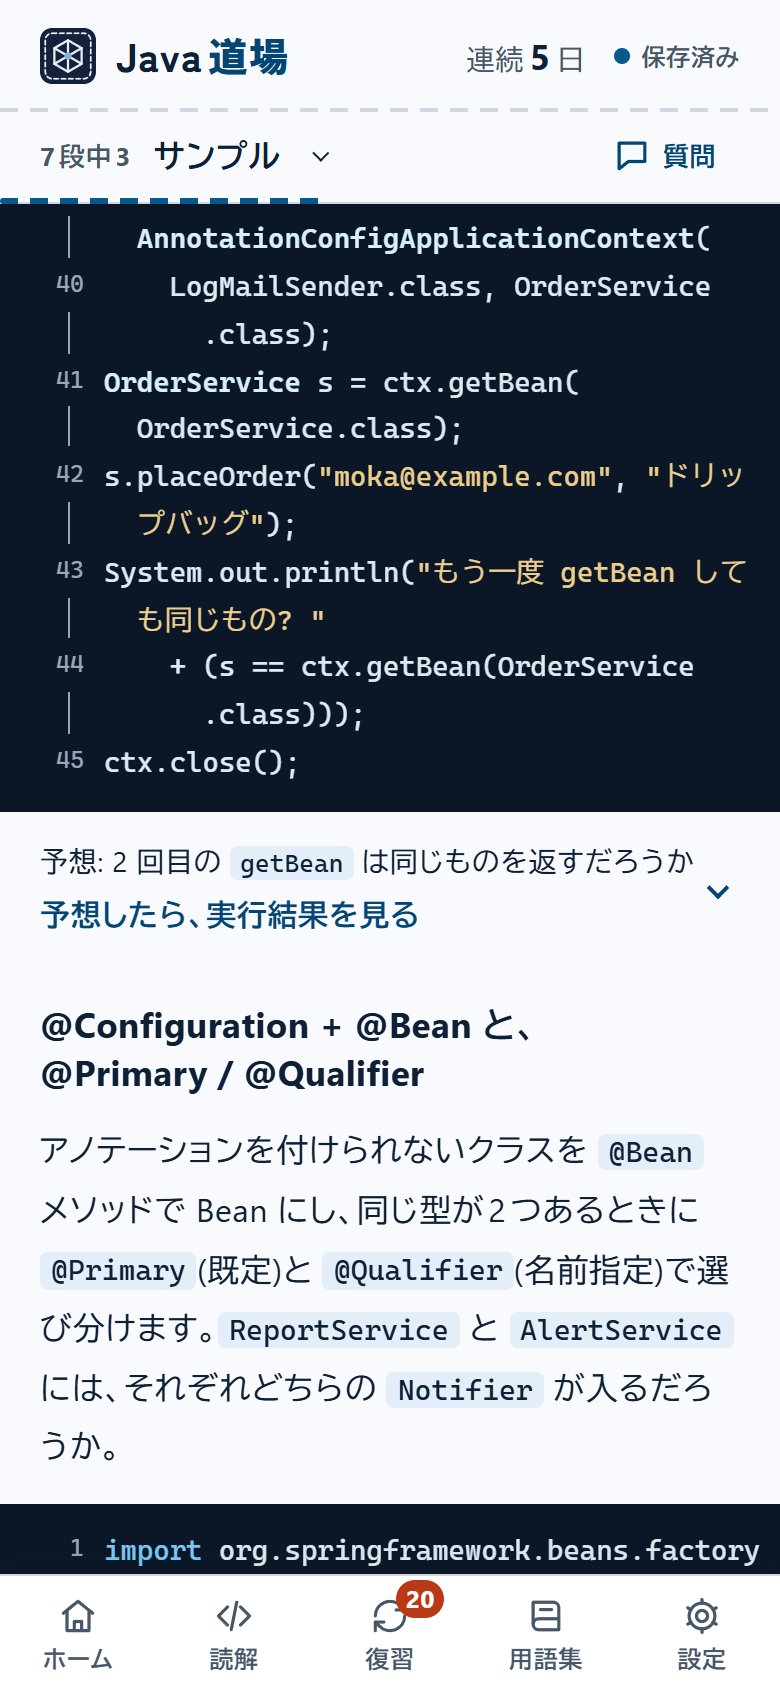 Java 道場
連続 5 日
保存済み
7 段中 3 サンプル
質問
AnnotationConfigApplicationContext(
40 LogMailSender.class, OrderService
.class);
41 OrderService s = ctx.getBean(
OrderService.class);
42 s.placeOrder("moka@example.com", "ドリッ
プバッグ");
43 System.out.println("もう一度 getBean して
も同じもの? "
44 + (s == ctx.getBean(OrderService
.class)));
45 ctx.close();
予想: 2 回目の getBean は同じものを返すだろうか
予想したら、実行結果を見る
@Configuration + @Bean と、
@Primary / @Qualifier
アノテーションを付けられないクラスを @Bean
メソッドで Bean にし、同じ型が2つあるときに
@Primary(既定)と @Qualifier(名前指定)で選
び分けます。ReportService と AlertService
には、それぞれどちらの Notifier が入るだろ
うか。
1 import org.springframework.beans.factory
20
ホーム
読解
復習
用語集
設定